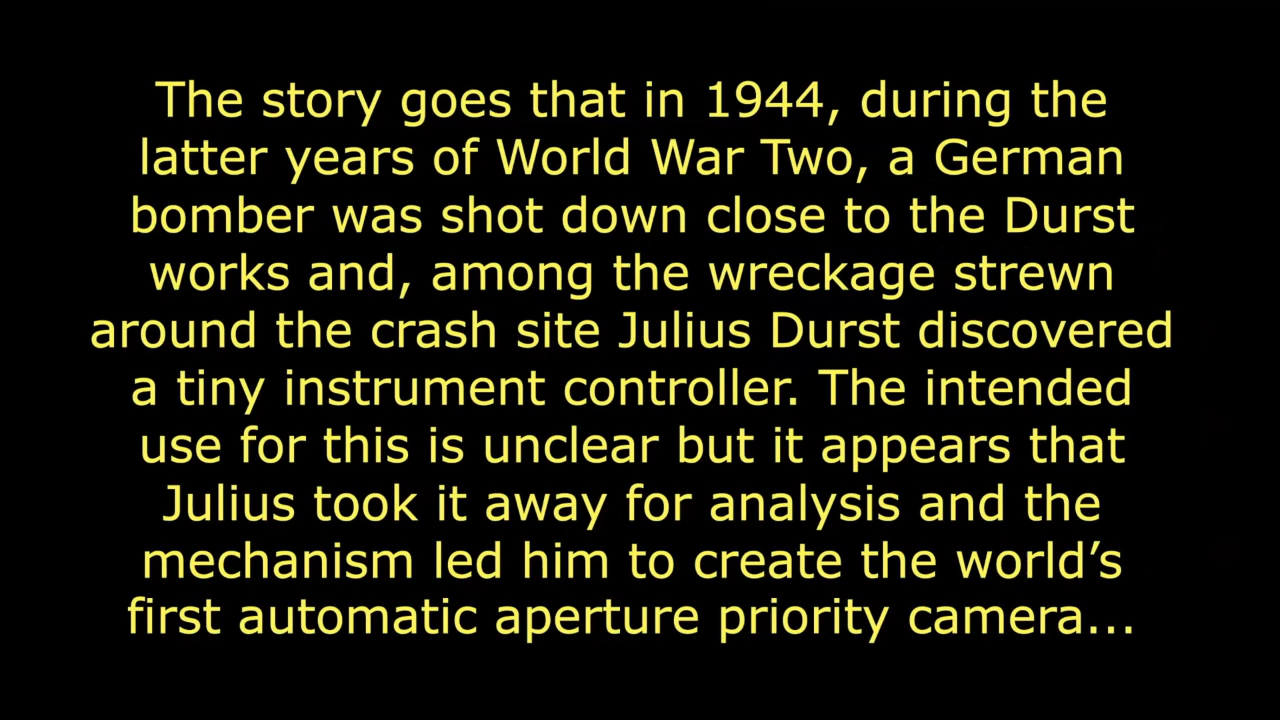 The story goes that in 1944, during the
latter years of World War Two, a German
bomber was shot down close to the Durst
works and, among the wreckage strewn
around the crash site Julius Durst discovered
a tiny instrument controller. The intended
use for this is unclear but it appears that
Julius took it away for analysis and the
mechanism led him to create the world’s
first automatic aperture priority camera...